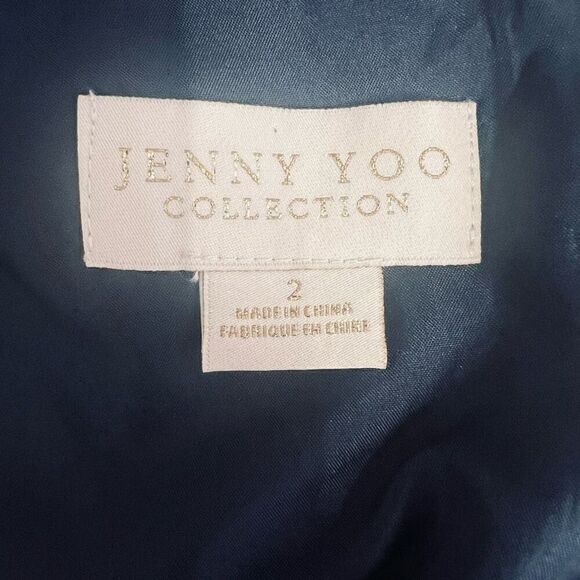 JENNY YOO
COLLECTION
2
MADE IN CHINA
FABRIQUE EN CHINE